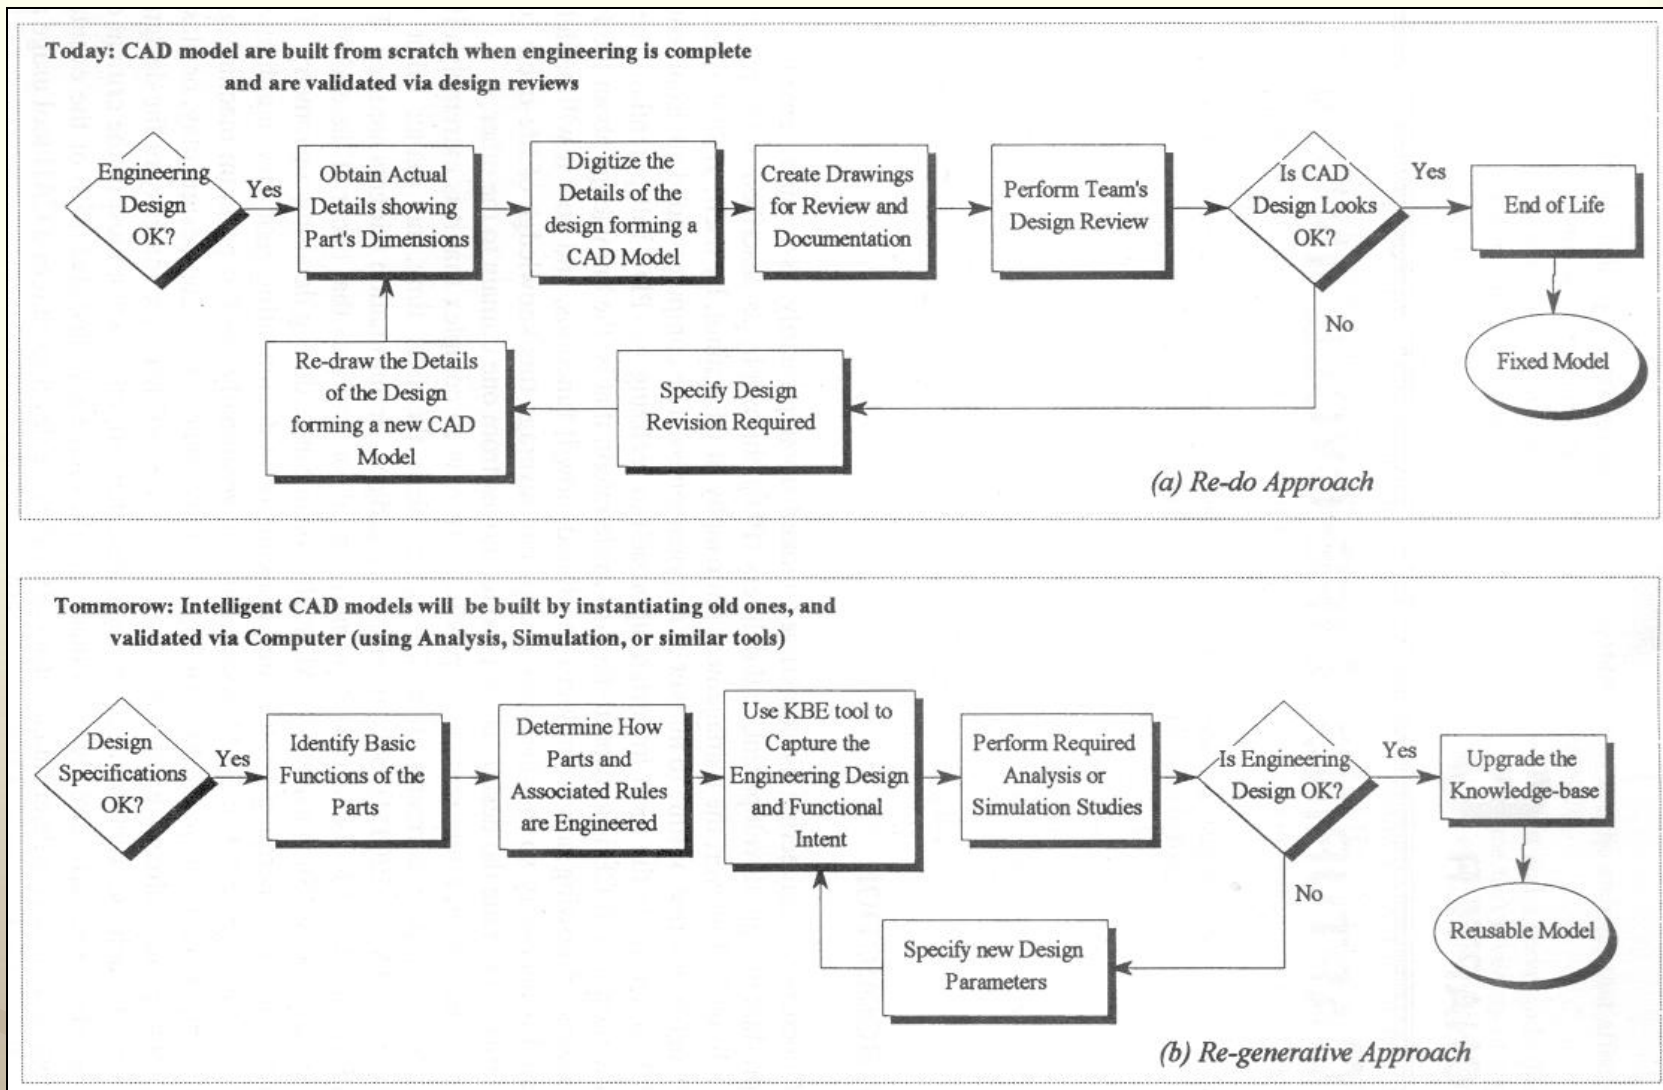 Today: CAD model are built from scratch when engineering is complete
and are validated via design reviews
Engineering
Design
OK?
Yes
Obtain Actual
Details showing
Part's Dimensions
Digitize the
Details of the
design forming a
CAD Model
Create Drawings
for Review and
Documentation
Perform Team's
Design Review
Is CAD
Design Looks
OK?
Yes
End of Life
No
Fixed Model
Re-draw the Details
of the Design
forming a new CAD
Model
Specify Design
Revision Required
(a) Re-do Approach
Tommorow: Intelligent CAD models will be built by instantiating old ones, and
validated via Computer (using Analysis, Simulation, or similar tools)
Design
Specifications
OK?
Yes
Identify Basic
Functions of the
Parts
Determine How
Parts and
Associated Rules
are Engineered
Use KBE tool to
Capture the
Engineering Design
and Functional
Intent
Perform Required
Analysis or
Simulation Studies
Is Engineering
Design OK?
Yes
Upgrade the
Knowledge-base
No
Reusable Model
Specify new Design
Parameters
(b) Re-generative Approach